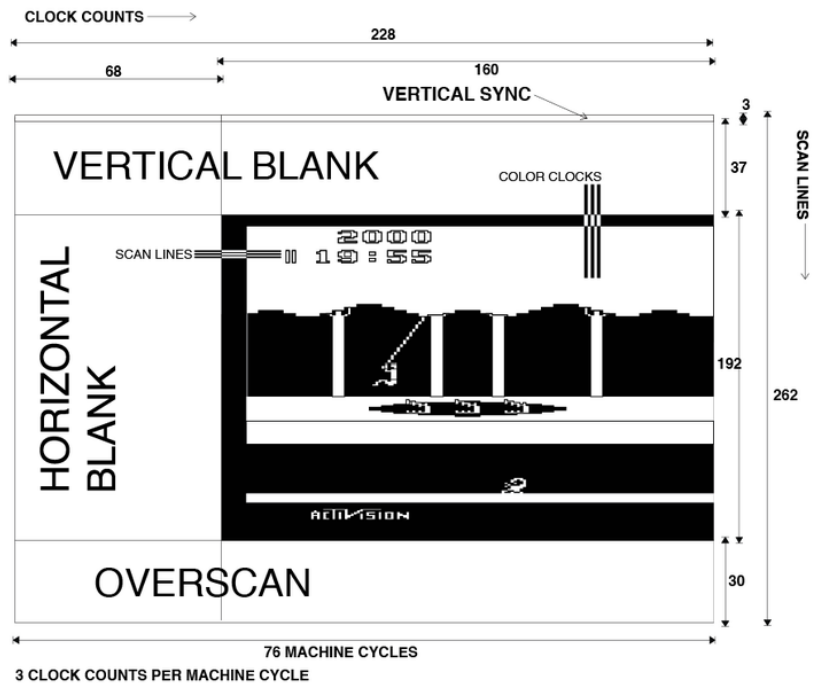 CLOCK COUNTS
228
68
160
VERTICAL SYNC
3
VERTICAL BLANK
37
COLOR CLOCKS
SCAN LINES
2000
SCAN LINES
19:55
HORIZONTAL
BLANK
192
262
ACTIVISION
OVERSCAN
30
76 MACHINE CYCLES
3 CLOCK COUNTS PER MACHINE CYCLE